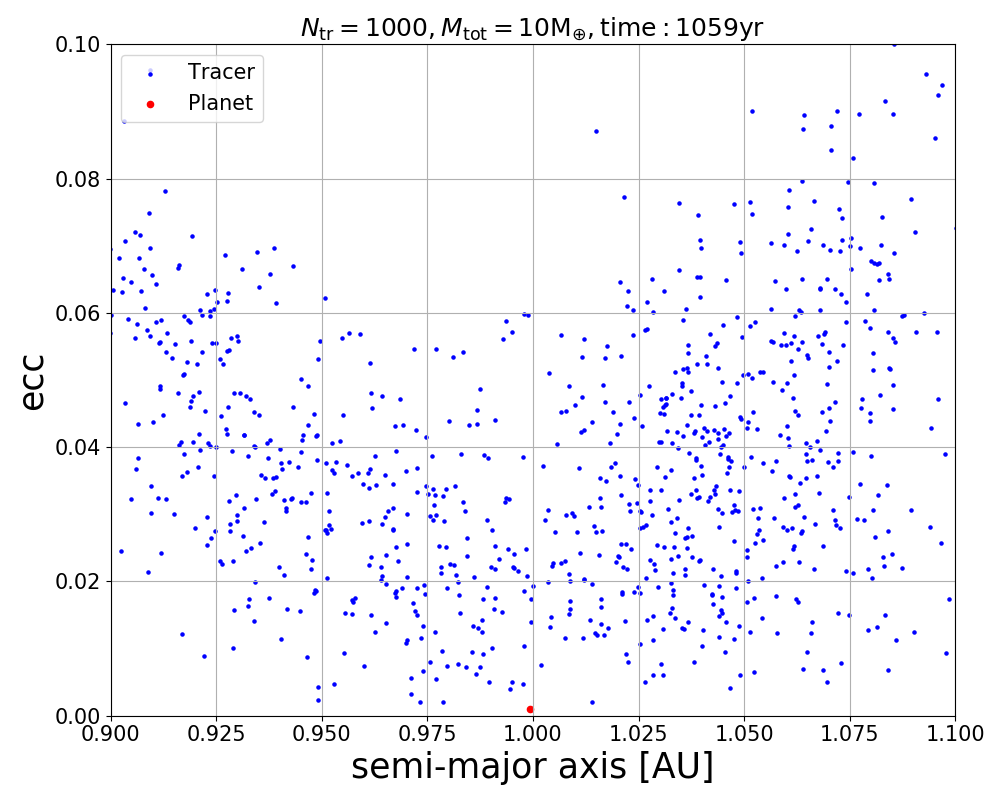 N_tr = 1000, M_tot = 10M_⊕, time : 1059yr
Tracer
Planet
ecc
0.10
0.08
0.06
0.04
0.02
0.00
0.900 0.925 0.950 0.975 1.000 1.025 1.050 1.075 1.100
semi-major axis [AU]